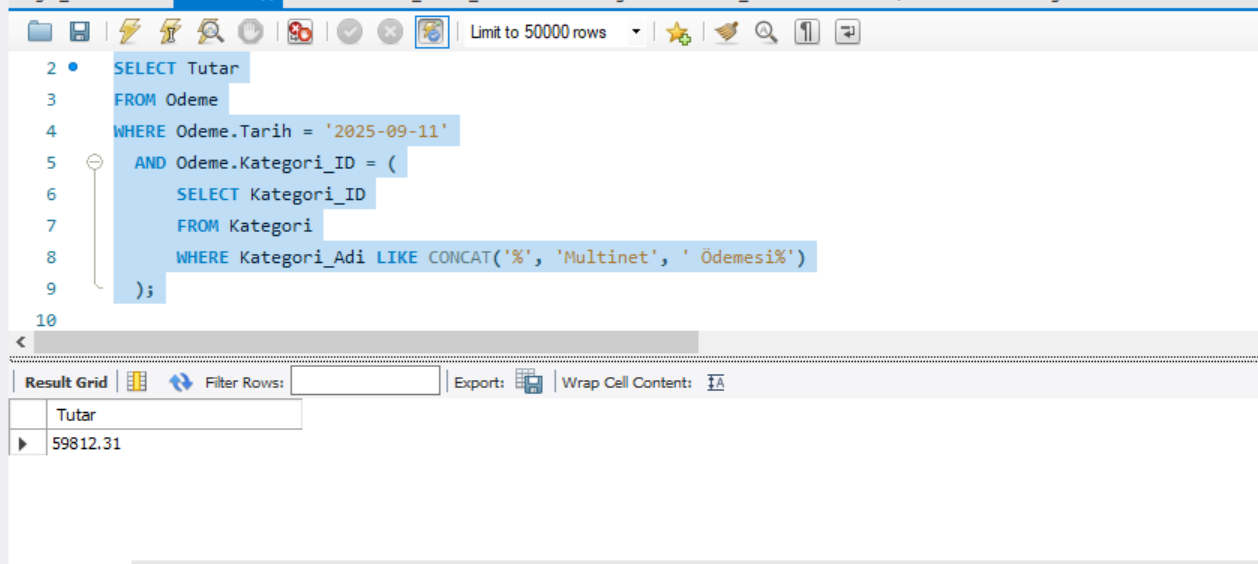 Limit to 50000 rows
2 SELECT Tutar
3 FROM Odeme
4 WHERE Odeme.Tarih = '2025-09-11'
5 AND Odeme.Kategori_ID = (
6 SELECT Kategori_ID
7 FROM Kategori
8 WHERE Kategori_Adi LIKE CONCAT('%', 'Multinet', ' Ödemesi%')
9 );
10
Result Grid Filter Rows: Export: Wrap Cell Content: IA
Tutar
59812.31